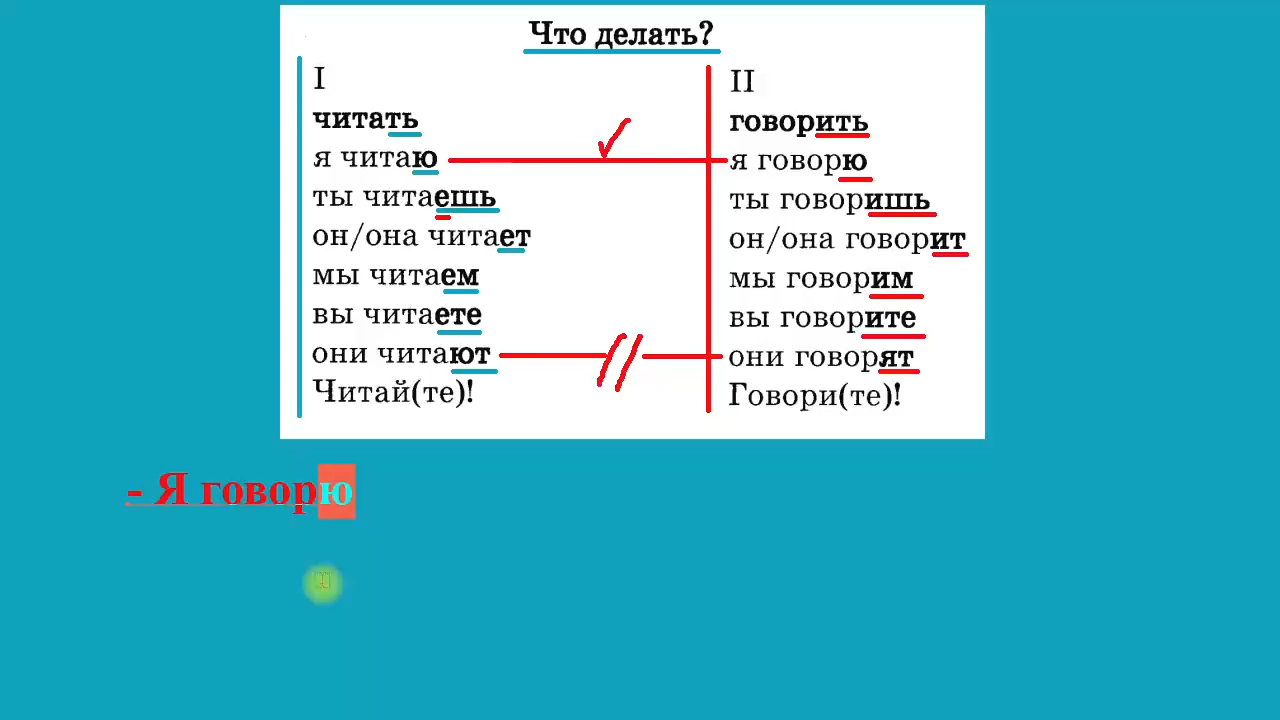 Что делать?
I
читать
я читаю
ты читаешь
он/она читает
мы читаем
вы читаете
они читают
Читай(те)!
II
говорить
я говорю
ты говоришь
он/она говорит
мы говорим
вы говорите
они говорят
Говори(те)!
- Я говорю